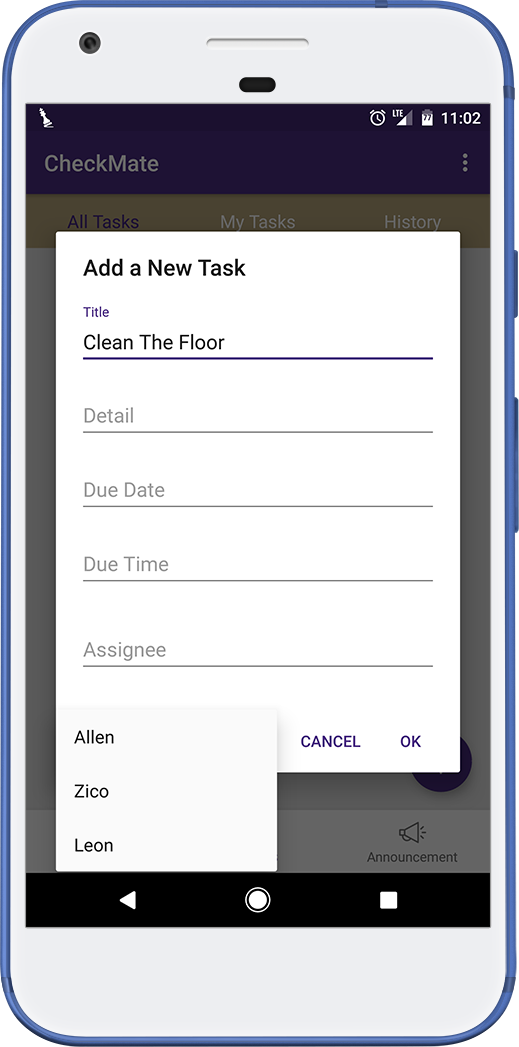 LTE 77 11:02
CheckMate
All Tasks My Tasks History
Add a New Task
Title
Clean The Floor
Detail
Due Date
Due Time
Assignee
CANCEL OK
Allen
Zico
Leon
Announcement